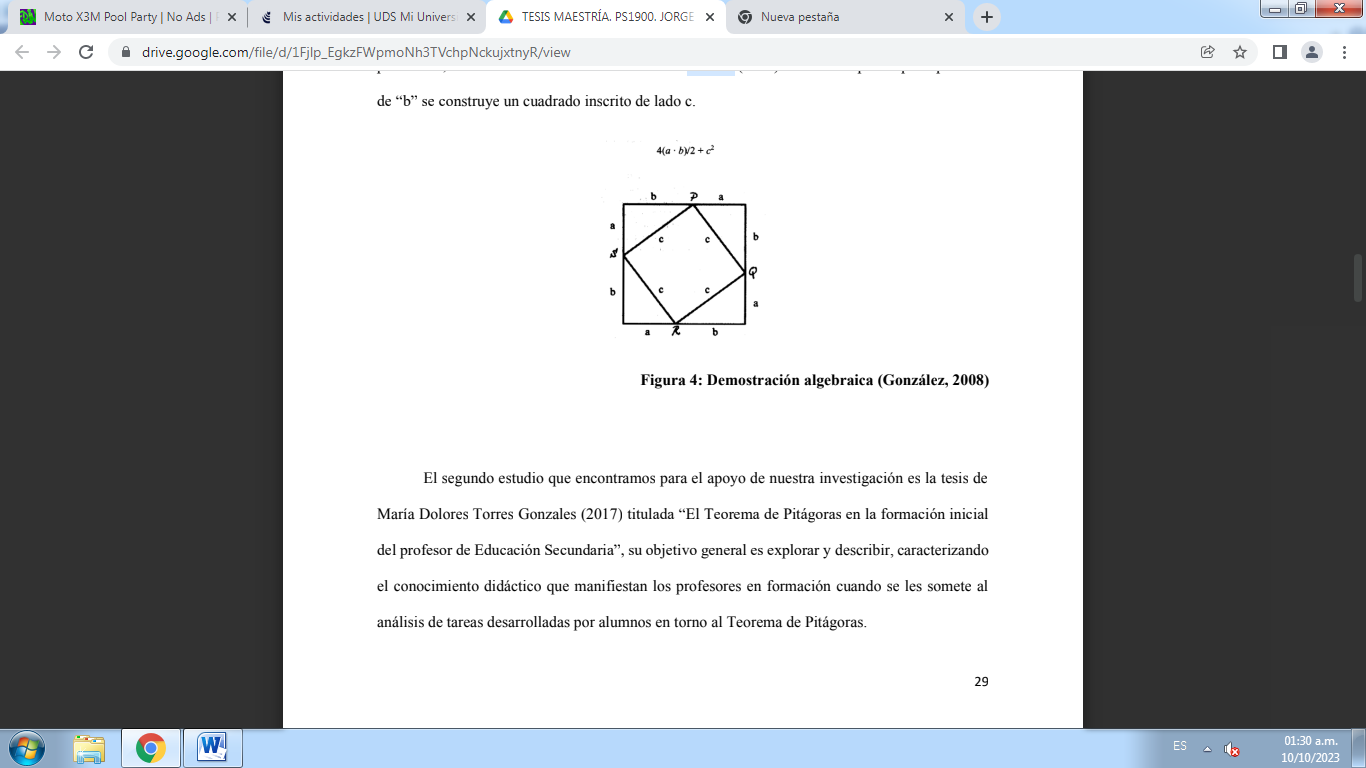 Moto X3M Pool Party | No Ads |
Mis actividades | UDS Mi Univers
TESIS MAESTRÍA. PS1900. JORGE
Nueva pestaña
drive.google.com/file/d/1Fjlp_EgkzFWpmoNh3TVchpNckujxtnyR/view
de “b” se construye un cuadrado inscrito de lado c.
4(a · b)/2 + c²
b P a
a c c b
S Q
b c c a
a R b
Figura 4: Demostración algebraica (González, 2008)
El segundo estudio que encontramos para el apoyo de nuestra investigación es la tesis de
María Dolores Torres Gonzales (2017) titulada “El Teorema de Pitágoras en la formación inicial
del profesor de Educación Secundaria”, su objetivo general es explorar y describir, caracterizando
el conocimiento didáctico que manifiestan los profesores en formación cuando se les somete al
análisis de tareas desarrolladas por alumnos en torno al Teorema de Pitágoras.
29
ES
01:30 a.m.
10/10/2023